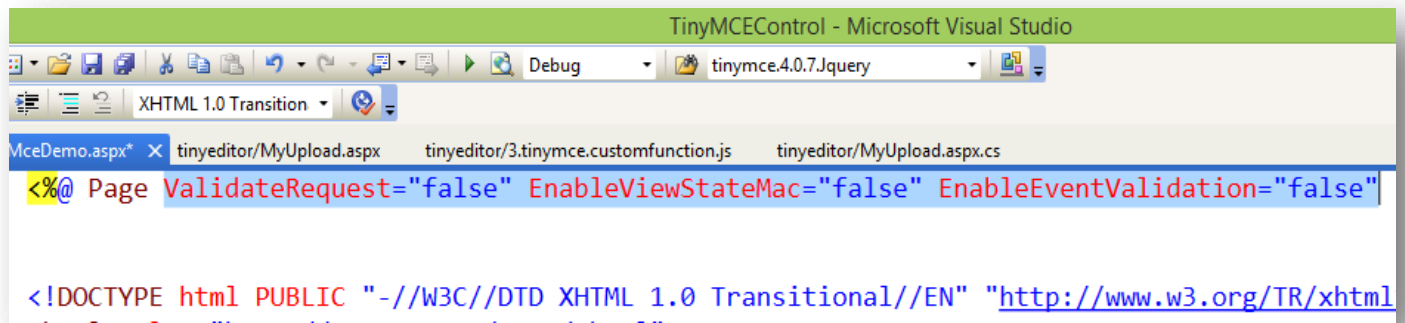 TinyMCEControl - Microsoft Visual Studio
Debug tinymce.4.0.7.Jquery
XHTML 1.0 Transition
MceDemo.aspx* X tinyeditor/MyUpload.aspx tinyeditor/3.tinymce.customfunction.js tinyeditor/MyUpload.aspx.cs
<%@ Page ValidateRequest="false" EnableViewStateMac="false" EnableEventValidation="false"
<!DOCTYPE html PUBLIC "-//W3C//DTD XHTML 1.0 Transitional//EN" "http://www.w3.org/TR/xhtml